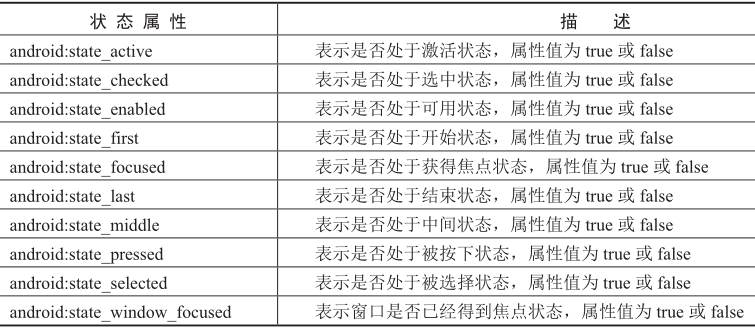 状态属性 描述
android:state_active 表示是否处于激活状态，属性值为 true 或 false
android:state_checked 表示是否处于选中状态，属性值为 true 或 false
android:state_enabled 表示是否处于可用状态，属性值为 true 或 false
android:state_first 表示是否处于开始状态，属性值为 true 或 false
android:state_focused 表示是否处于获得焦点状态，属性值为 true 或 false
android:state_last 表示是否处于结束状态，属性值为 true 或 false
android:state_middle 表示是否处于中间状态，属性值为 true 或 false
android:state_pressed 表示是否处于被按下状态，属性值为 true 或 false
android:state_selected 表示是否处于被选择状态，属性值为 true 或 false
android:state_window_focused 表示窗口是否已经得到焦点状态，属性值为 true 或 false